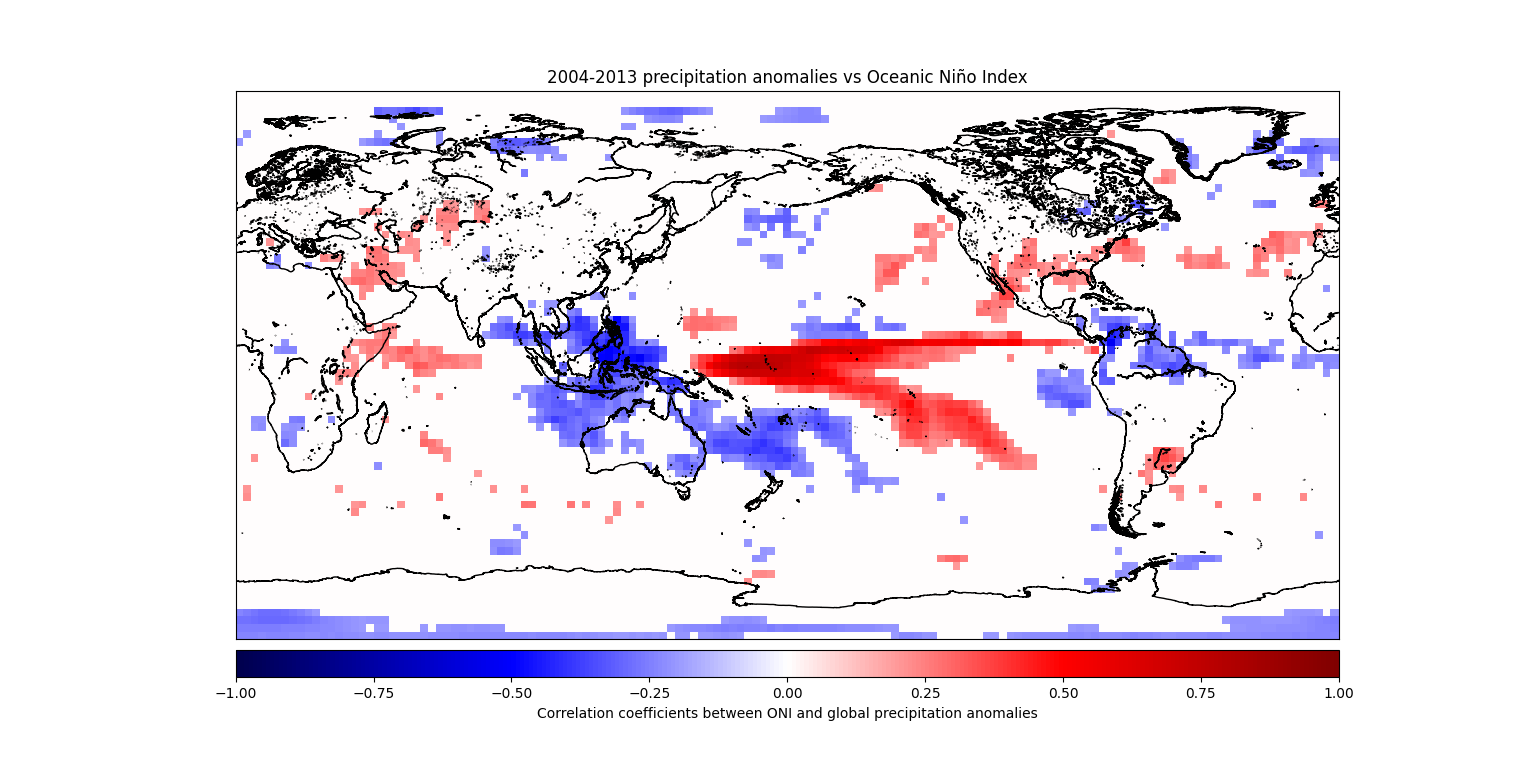 2004-2013 precipitation anomalies vs Oceanic Niño Index
−1.00 −0.75 −0.50 −0.25 0.00 0.25 0.50 0.75 1.00
Correlation coefficients between ONI and global precipitation anomalies